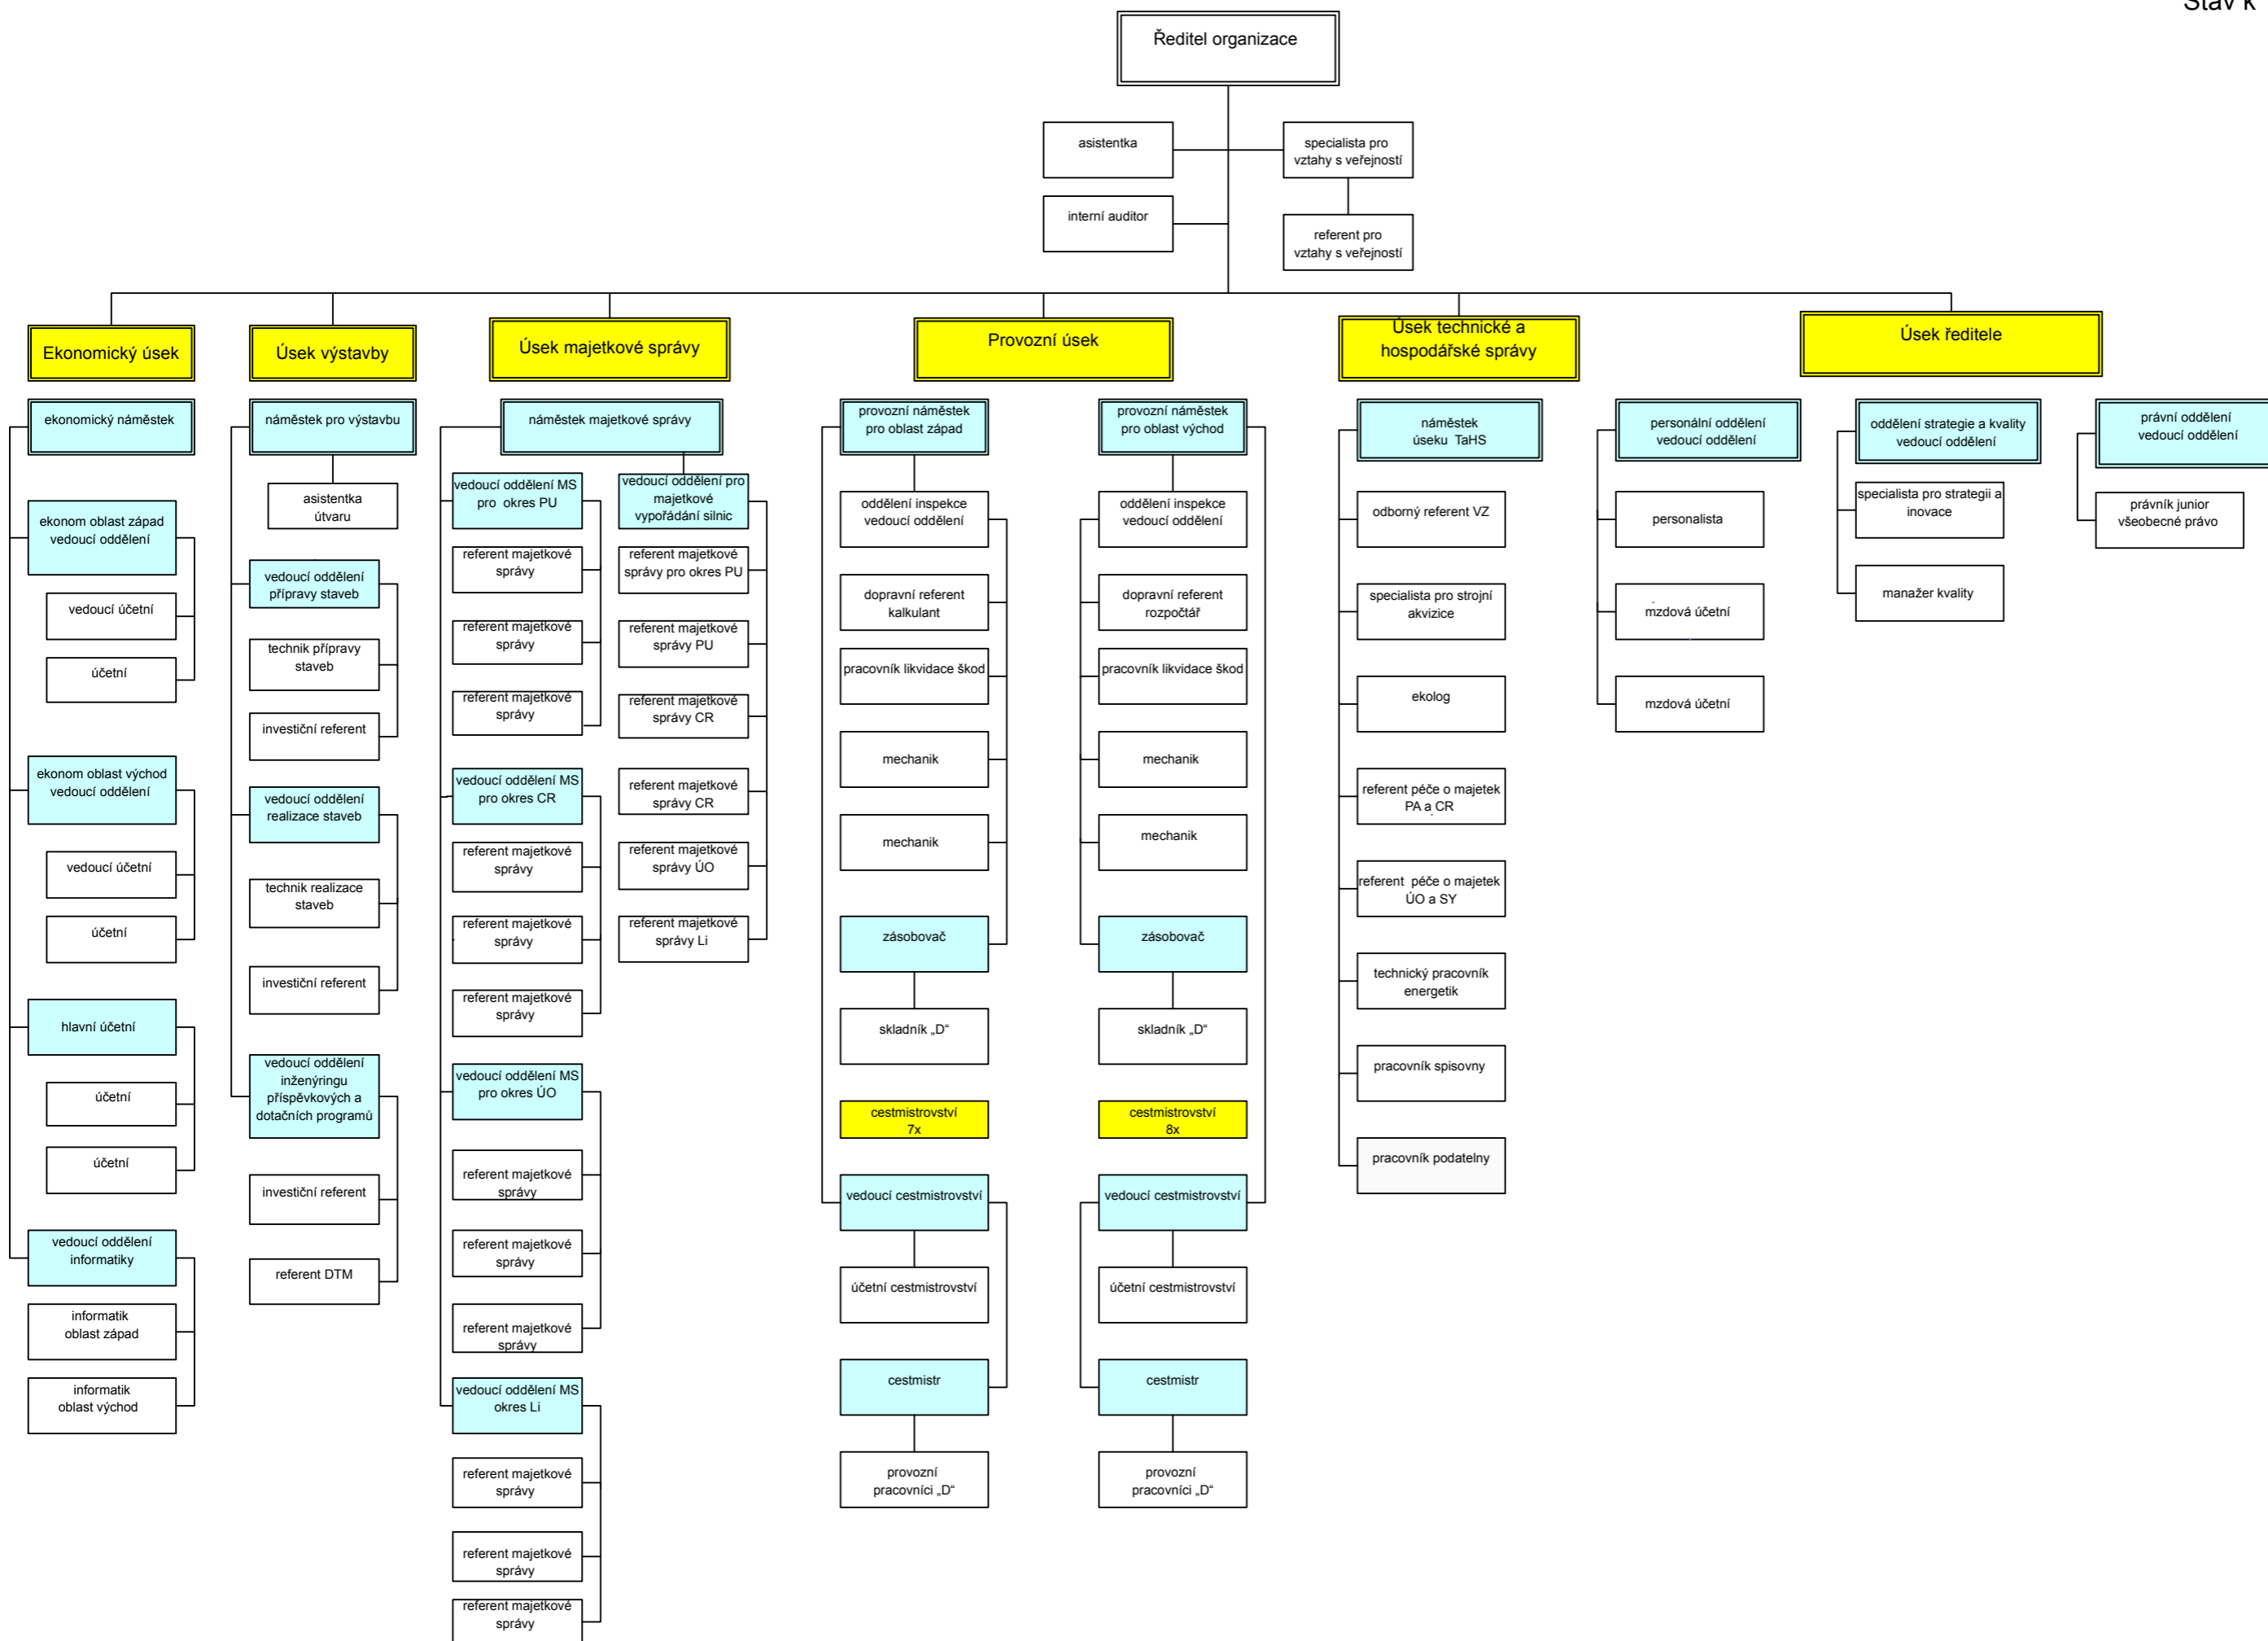 Stav k
Ředitel organizace
asistentka
specialista pro
vztahy s veřejností
interní auditor
referent pro
vztahy s veřejností
Ekonomický úsek
Úsek výstavby
Úsek majetkové správy
Provozní úsek
Úsek technické a
hospodářské správy
Úsek ředitele
ekonomický náměstek
ekonom oblast západ
vedoucí oddělení
vedoucí účetní
účetní
ekonom oblast východ
vedoucí oddělení
vedoucí účetní
účetní
hlavní účetní
účetní
účetní
vedoucí oddělení
informatiky
informatik
oblast západ
informatik
oblast východ
náměstek pro výstavbu
asistentka
útvaru
vedoucí oddělení
přípravy staveb
technik přípravy
staveb
investiční referent
vedoucí oddělení
realizace staveb
technik realizace
staveb
investiční referent
vedoucí oddělení
inženýringu
příspěvkových a
dotačních programů
investiční referent
referent DTM
náměstek majetkové správy
vedoucí oddělení MS
pro okres PU
referent majetkové
správy
referent majetkové
správy
referent majetkové
správy
vedoucí oddělení MS
pro okres CR
referent majetkové
správy
referent majetkové
správy
referent majetkové
správy
vedoucí oddělení MS
pro okres ÚO
referent majetkové
správy
referent majetkové
správy
referent majetkové
správy
vedoucí oddělení MS
okres Li
referent majetkové
správy
referent majetkové
správy
referent majetkové
správy
vedoucí oddělení pro
majetkové
vypořádání silnic
referent majetkové
správy pro okres PU
referent majetkové
správy PU
referent majetkové
správy CR
referent majetkové
správy CR
referent majetkové
správy ÚO
referent majetkové
správy Li
provozní náměstek
pro oblast západ
oddělení inspekce
vedoucí oddělení
dopravní referent
kalkulant
pracovník likvidace škod
mechanik
mechanik
zásobovač
skladník „D“
cestmistrovství
7x
vedoucí cestmistrovství
účetní cestmistrovství
cestmistr
provozní
pracovníci „D“
provozní náměstek
pro oblast východ
oddělení inspekce
vedoucí oddělení
dopravní referent
rozpočtář
pracovník likvidace škod
mechanik
mechanik
zásobovač
skladník „D“
cestmistrovství
8x
vedoucí cestmistrovství
účetní cestmistrovství
cestmistr
provozní
pracovníci „D“
náměstek
úseku TaHS
odborný referent VZ
specialista pro strojní
akvizice
ekolog
referent péče o majetek
PA a CR
referent péče o majetek
ÚO a SY
technický pracovník
energetik
pracovník spisovny
pracovník podatelny
personální oddělení
vedoucí oddělení
personalista
mzdová účetní
mzdová účetní
oddělení strategie a kvality
vedoucí oddělení
specialista pro strategii a
inovace
manažer kvality
právní oddělení
vedoucí oddělení
právník junior
všeobecné právo